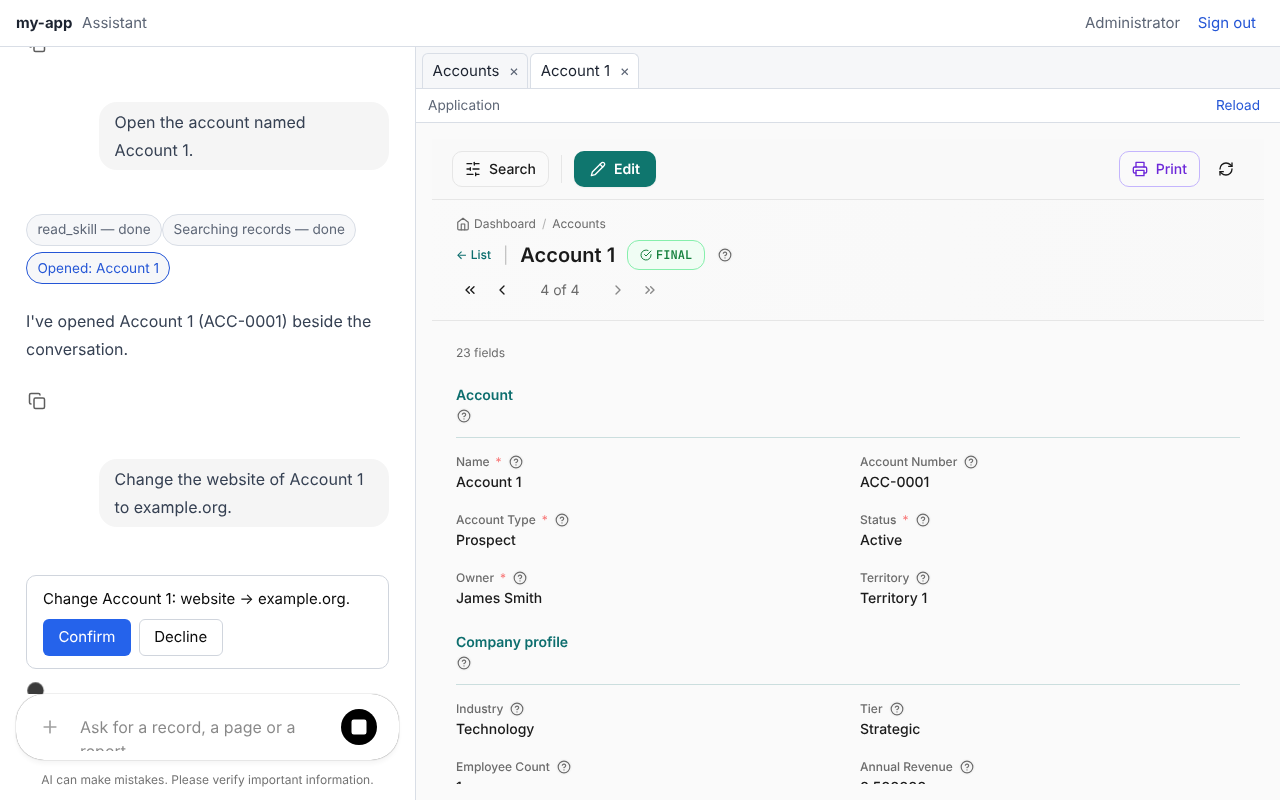 my-app Assistant
Administrator Sign out
Open the account named
Account 1.
read_skill — done
Searching records — done
Opened: Account 1
I've opened Account 1 (ACC-0001) beside the
conversation.
Change the website of Account 1
to example.org.
Change Account 1: website → example.org.
Confirm
Decline
Ask for a record, a page or a
report
AI can make mistakes. Please verify important information.
Accounts ×
Account 1 ×
Application
Reload
Search
Edit
Print
Dashboard / Accounts
← List
Account 1
FINAL
4 of 4
23 fields
Account
Name *
Account 1
Account Number
ACC-0001
Account Type *
Prospect
Status *
Active
Owner *
James Smith
Territory
Territory 1
Company profile
Industry
Technology
Tier
Strategic
Employee Count
Annual Revenue